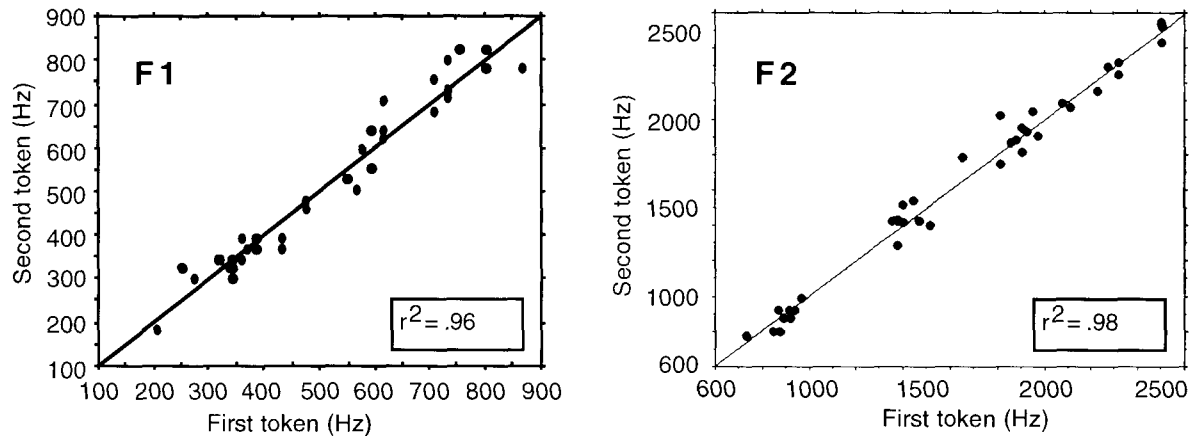 900
800
700
600
500
400
300
200
100
Second token (Hz)
F1
r² = .96
100 200 300 400 500 600 700 800 900
First token (Hz)
2500
2000
1500
1000
600
Second token (Hz)
F2
r² = .98
600 1000 1500 2000 2500
First token (Hz)